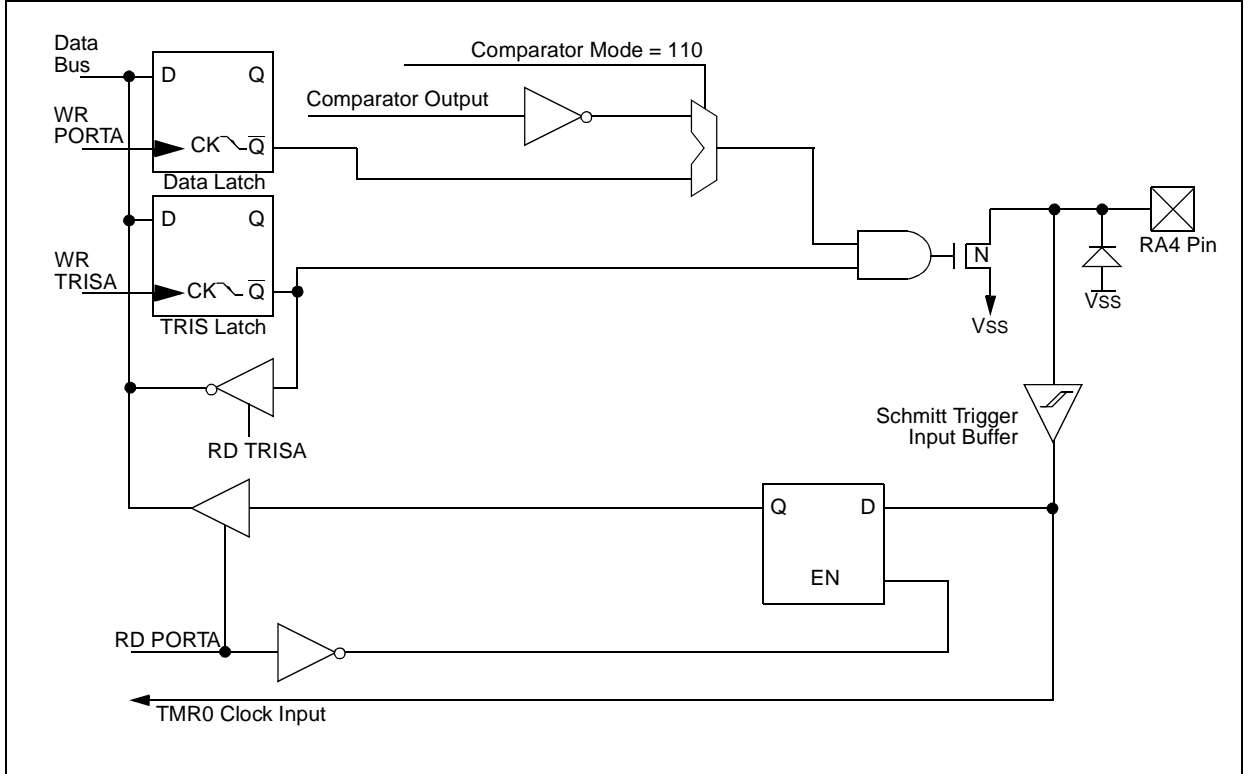 Data
Bus
D Q
WR
PORTA
CK Q̅
Data Latch
Comparator Mode = 110
Comparator Output
D Q
WR
TRISA
CK Q̅
TRIS Latch
RD TRISA
N
VSS
RA4 Pin
VSS
Schmitt Trigger
Input Buffer
Q D
EN
RD PORTA
TMR0 Clock Input